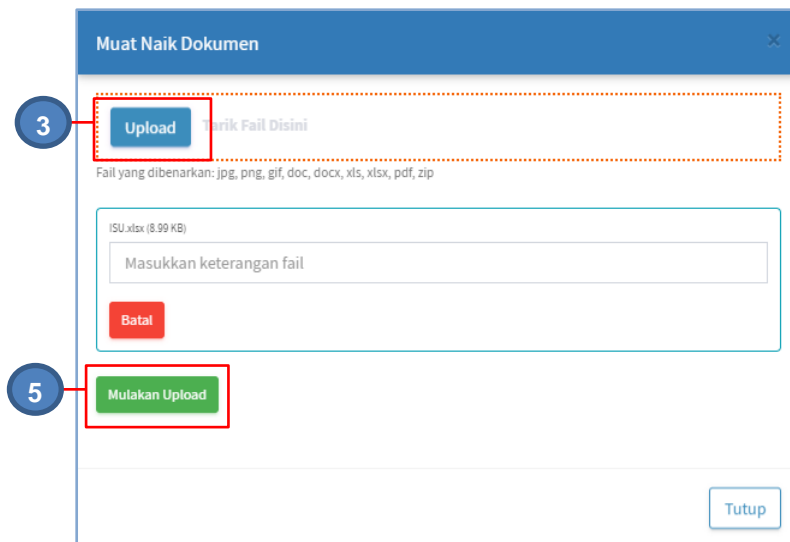 Muat Naik Dokumen
×
3
Upload
Tarik Fail Disini
Fail yang dibenarkan: jpg, png, gif, doc, docx, xls, xlsx, pdf, zip
ISU.xlsx (8.99 KB)
Masukkan keterangan fail
Batal
5
Mulakan Upload
Tutup